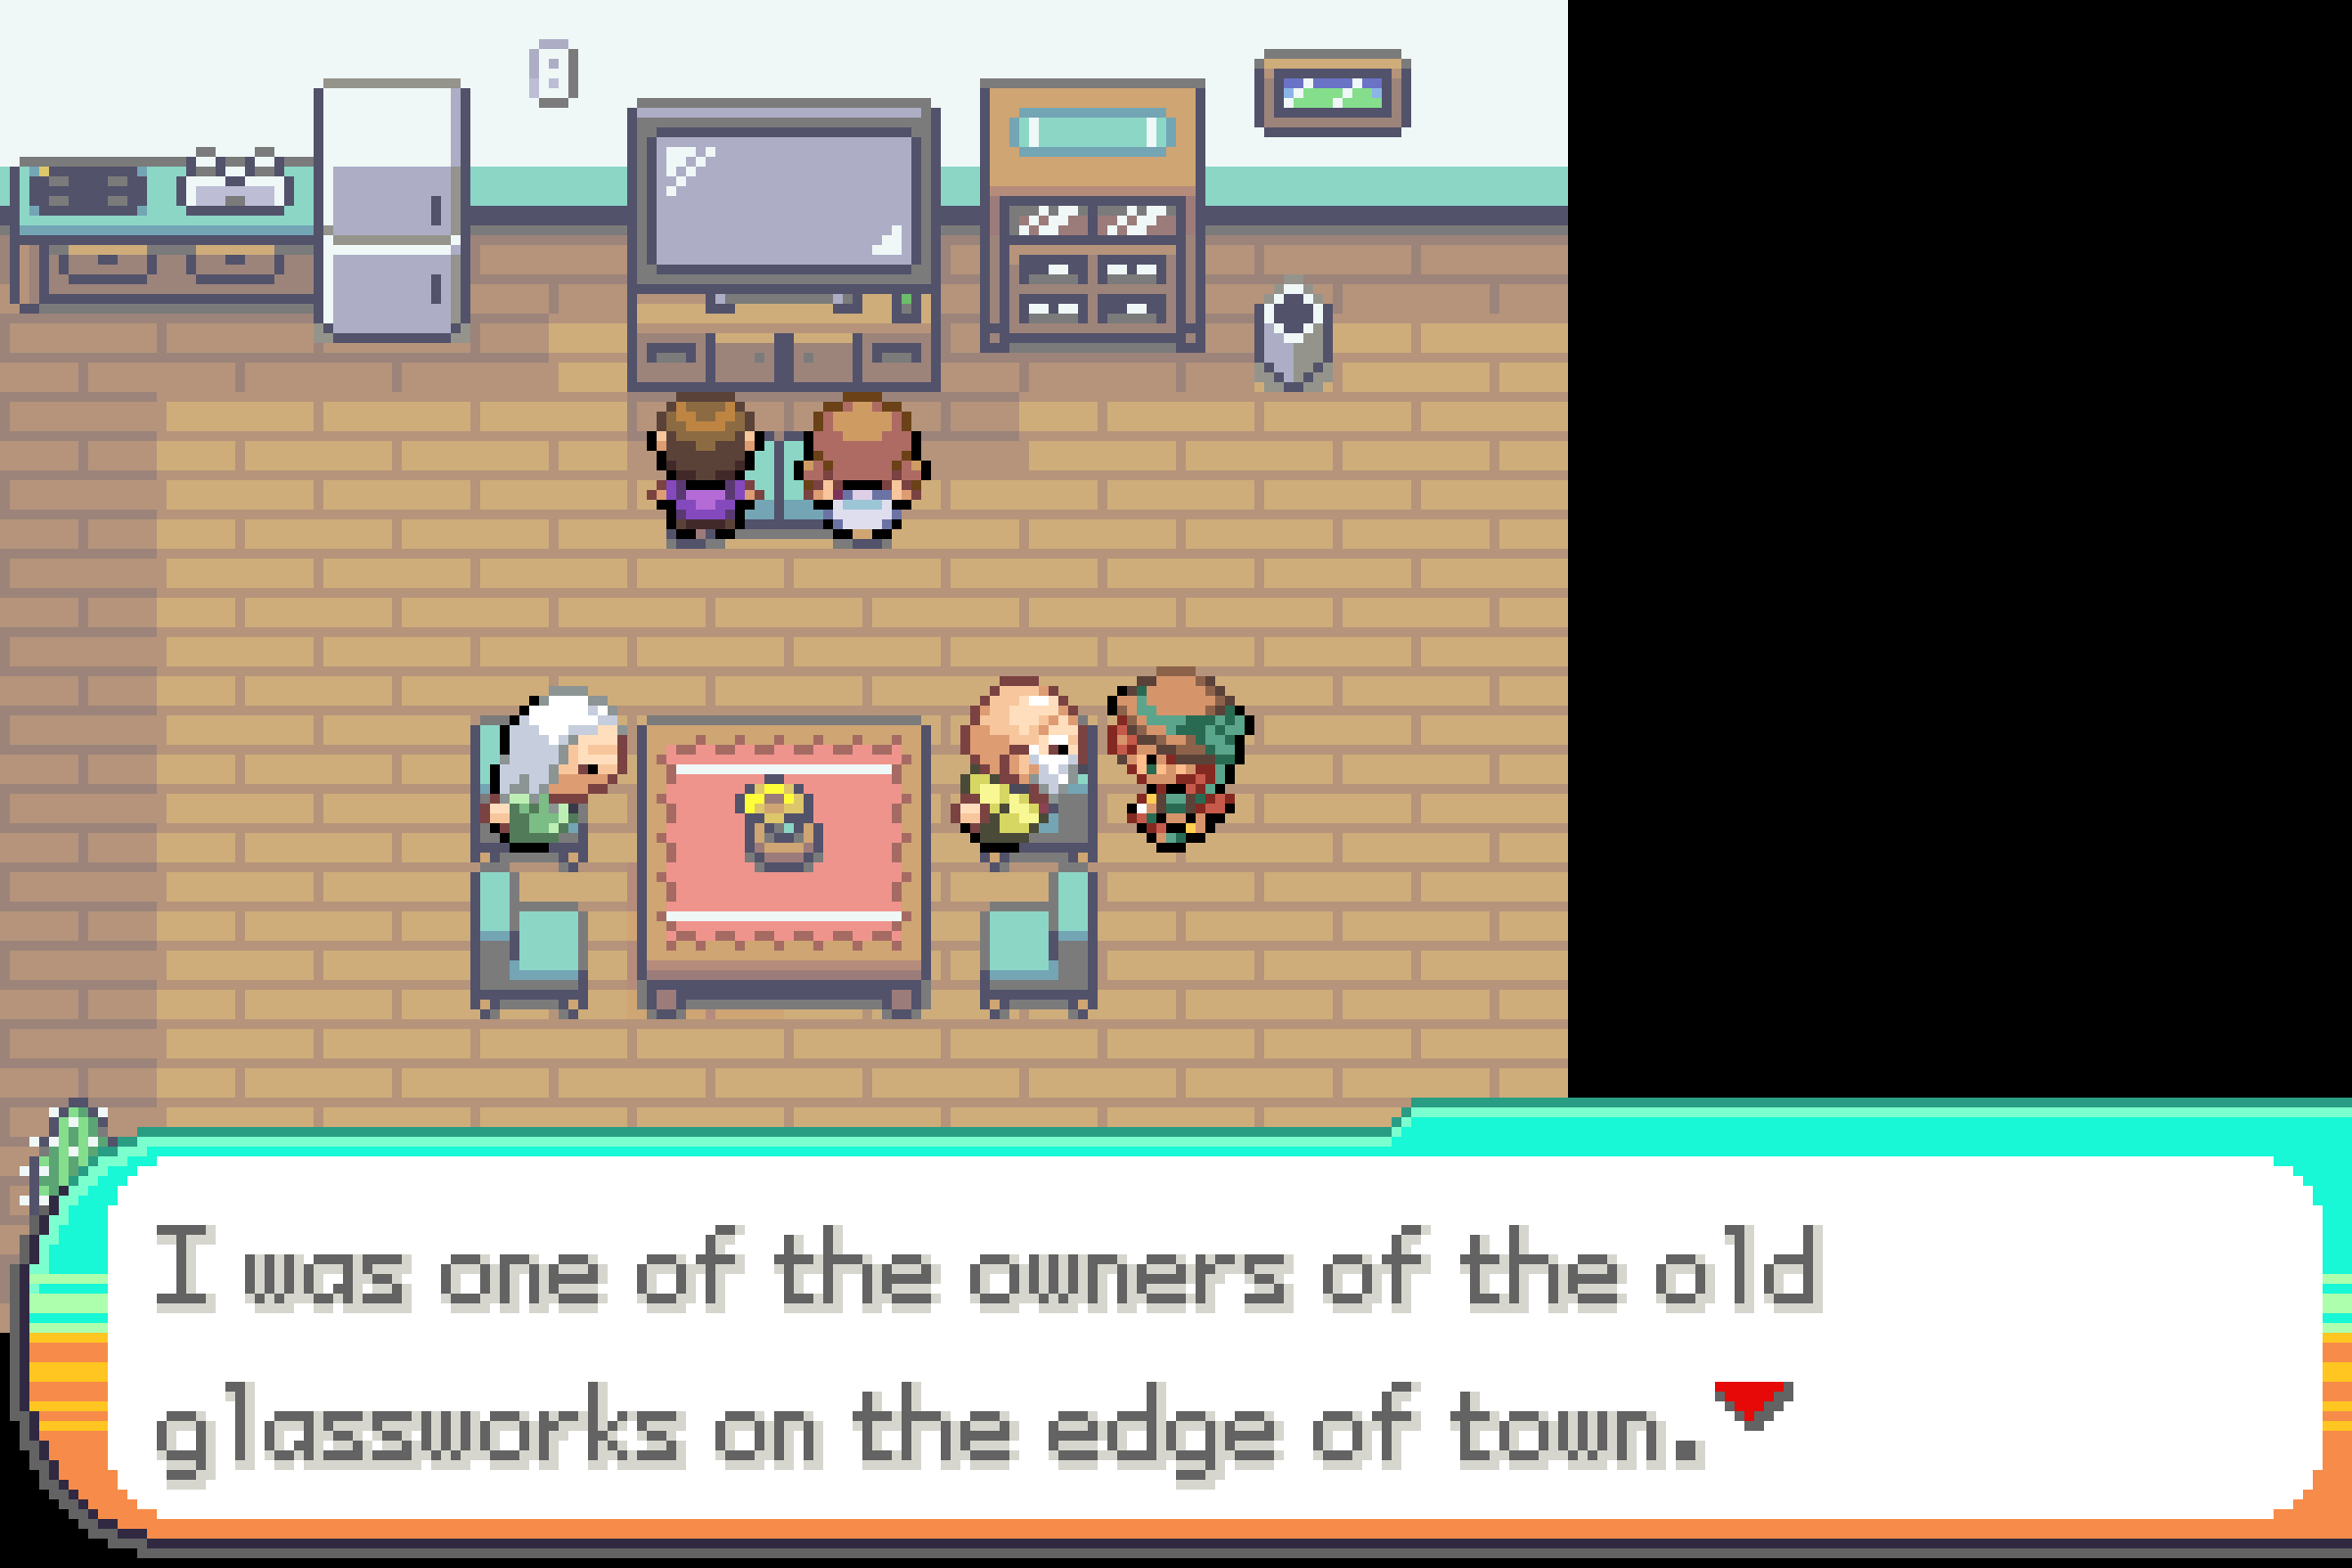 I was one of the owners of the old
glassworks on the edge of town.